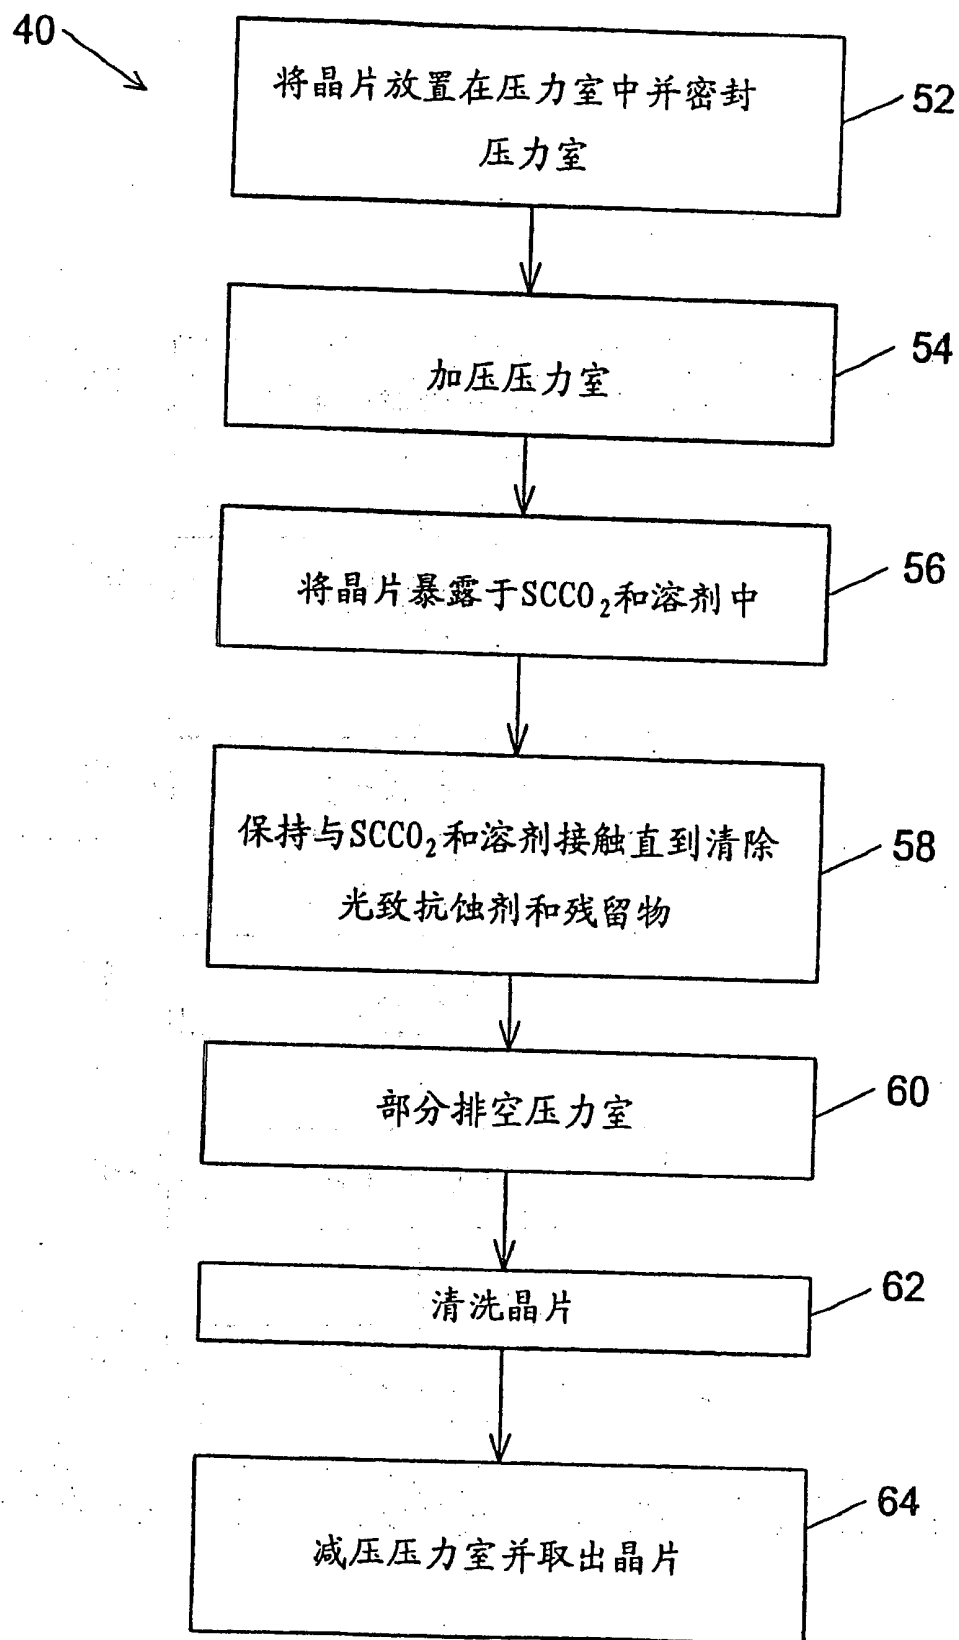 40
将晶片放置在压力室中并密封
压力室
52
加压压力室
54
将晶片暴露于SCCO₂和溶剂中
56
保持与SCCO₂和溶剂接触直到清除
光致抗蚀剂和残留物
58
部分排空压力室
60
清洗晶片
62
减压压力室并取出晶片
64